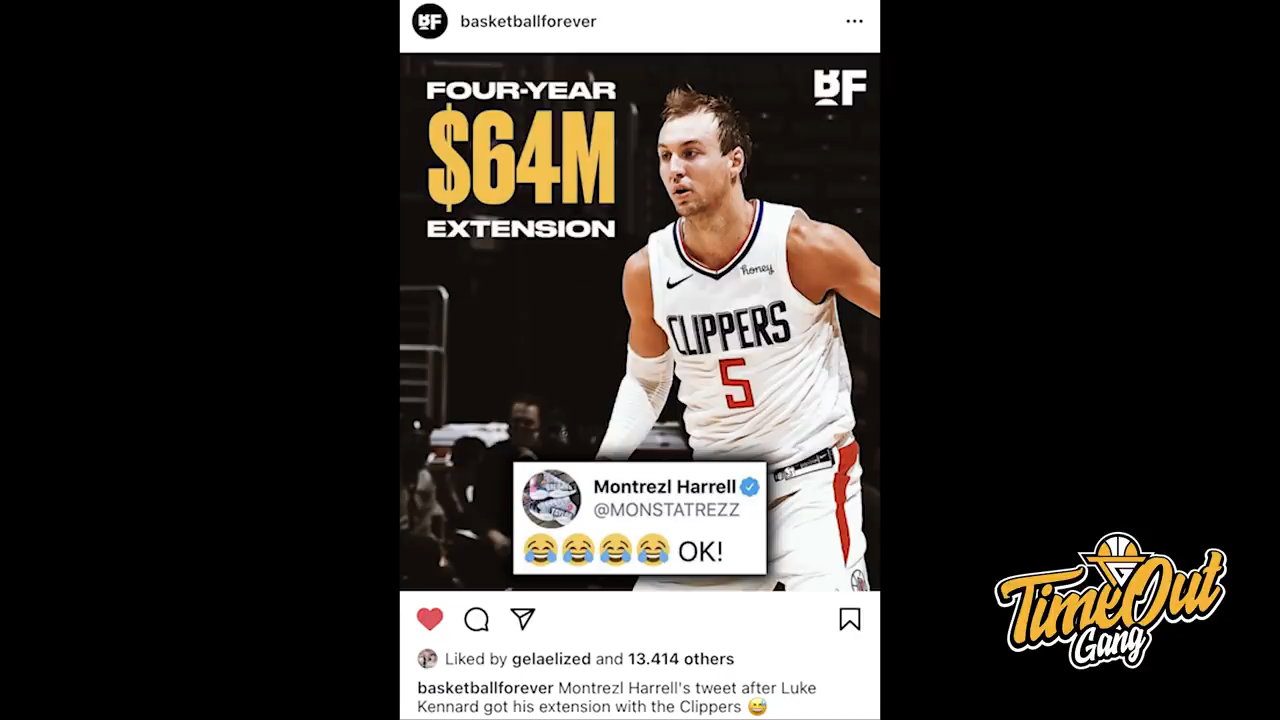 basketballforever
BF
FOUR-YEAR
$64M
EXTENSION
honey
CLIPPERS
5
Montrezl Harrell
@MONSTATREZZ
😂😂😂😂 OK!
Liked by gelaelized and 13.414 others
basketballforever Montrezl Harrell's tweet after Luke
Kennard got his extension with the Clippers 😅
TimeOut
Gang